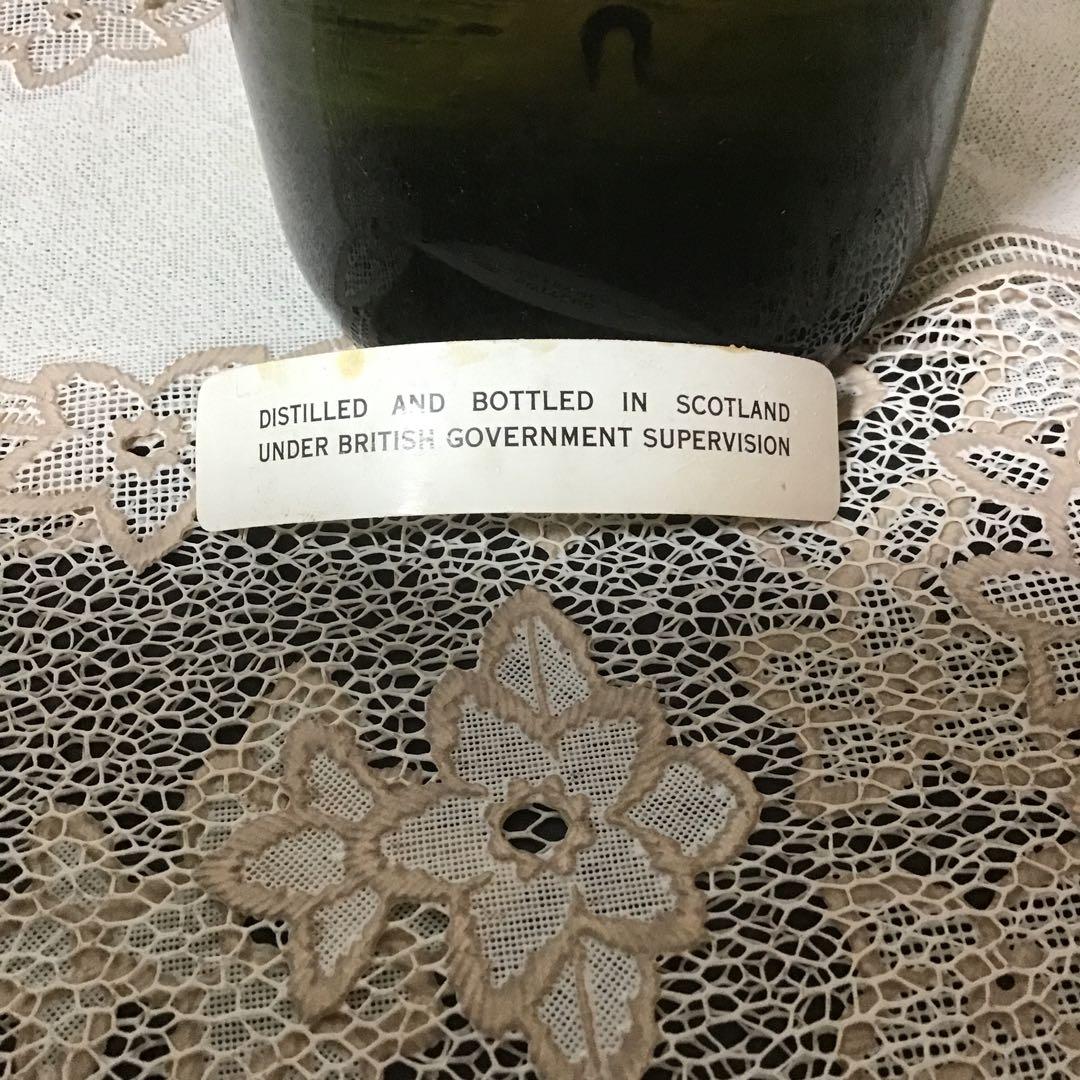 DISTILLED AND BOTTLED IN SCOTLAND
UNDER BRITISH GOVERNMENT SUPERVISION